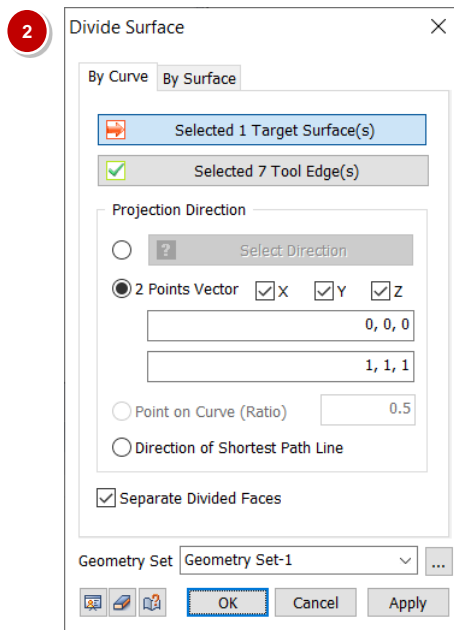 2
Divide Surface
By Curve By Surface
Selected 1 Target Surface(s)
Selected 7 Tool Edge(s)
Projection Direction
? Select Direction
2 Points Vector X Y Z
0, 0, 0
1, 1, 1
Point on Curve (Ratio) 0.5
Direction of Shortest Path Line
Separate Divided Faces
Geometry Set Geometry Set-1 ...
OK Cancel Apply